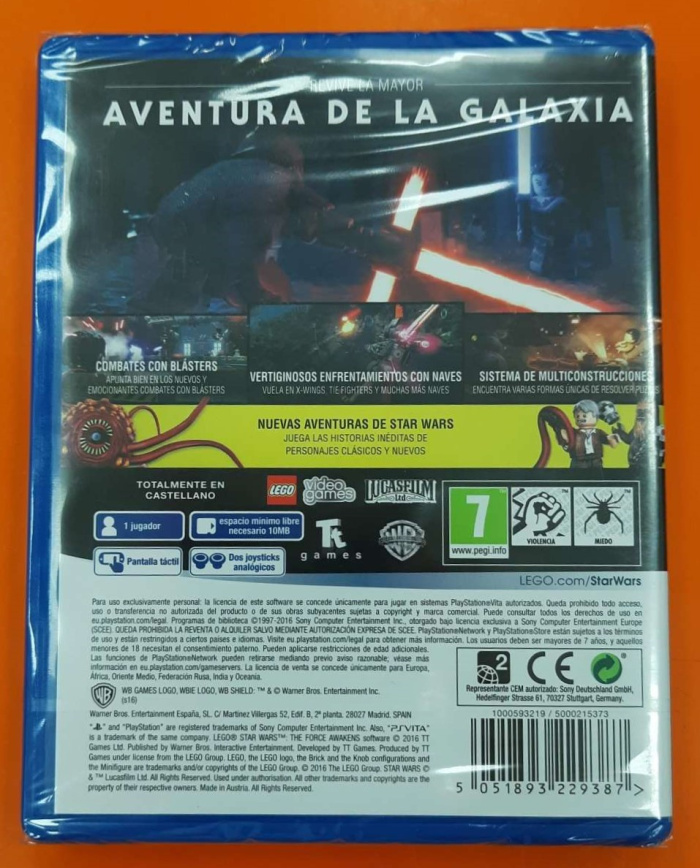 REVIVE LA MAYOR
AVENTURA DE LA GALAXIA
COMBATES CON BLÁSTERS
APUNTA BIEN EN LOS NUEVOS Y
EMOCIONANTES COMBATES CON BLÁSTERS
VERTIGINOSOS ENFRENTAMIENTOS CON NAVES
VUELA EN X-WINGS, TIE-FIGHTERS Y MUCHAS MÁS NAVES
SISTEMA DE MULTICONSTRUCCIONES
ENCUENTRA VARIAS FORMAS ÚNICAS DE RESOLVER PUZLES
NUEVAS AVENTURAS DE STAR WARS
JUEGA LAS HISTORIAS INÉDITAS DE
PERSONAJES CLÁSICOS Y NUEVOS
TOTALMENTE EN
CASTELLANO
LEGO
video
games
LUCASFILM
Ltd
1 jugador
espacio mínimo libre
necesario 10MB
Pantalla táctil
Dos joysticks
analógicos
Tt
games
WB
7
www.pegi.info
VIOLENCIA
MIEDO
LEGO.com/StarWars
Para uso exclusivamente personal: la licencia de este software se concede únicamente para jugar en sistemas PlayStation®Vita autorizados. Queda prohibido todo acceso,
uso o transferencia no autorizada del producto o de sus obras subyacentes sujetas a copyright y marca comercial. Puede consultar todos los derechos de uso en
eu.playstation.com/legal. Programas de biblioteca ©1997-2016 Sony Computer Entertainment Inc., otorgado bajo licencia exclusiva a Sony Computer Entertainment Europe
(SCEE). QUEDA PROHIBIDA LA REVENTA O ALQUILER SALVO MEDIANTE AUTORIZACIÓN EXPRESA DE SCEE. PlayStation®Network y PlayStation®Store están sujetos a los términos
de uso y están restringidos a ciertos países e idiomas. Visite eu.playstation.com/legal para obtener más información. Los usuarios deben ser mayores de 7 años, y aquellos
menores de 18 necesitan el consentimiento paterno. Pueden aplicarse restricciones de edad adicionales.
Las funciones de PlayStation®Network pueden retirarse mediando previo aviso razonable; véase más
información en eu.playstation.com/gameservers. La licencia de venta se concede únicamente para Europa,
África, Oriente Medio, Federación Rusa, India y Oceanía.
WB GAMES LOGO, WBIE LOGO, WB SHIELD: ™ & © Warner Bros. Entertainment Inc.
(s16)
Warner Bros. Entertainment España, SL, C/ Martinez Villergas 52, Edif. B, 2ª planta. 28027 Madrid. SPAIN
" " and "PlayStation" are registered trademarks of Sony Computer Entertainment Inc. Also, "PSVITA"
is a trademark of the same company. LEGO® STAR WARS™: THE FORCE AWAKENS software © 2016 TT
Games Ltd. Published by Warner Bros. Interactive Entertainment. Developed by TT Games. Produced by TT
Games under license from the LEGO Group. LEGO, the LEGO logo, the Brick and the Knob configurations and
the Minifigure are trademarks and/or copyrights of the LEGO Group. © 2016 The LEGO Group. STAR WARS ©
& ™ Lucasfilm Ltd. All Rights Reserved. Used under authorisation. All other trademarks and copyrights are the
property of their respective owners. Made in Austria. All Rights Reserved.
2
CE
Representante CEM autorizado: Sony Deutschland GmbH,
Hedelfinger Strasse 61, 70327 Stuttgart, Germany.
1000593219 / 5000215373
5 051893 229387 >